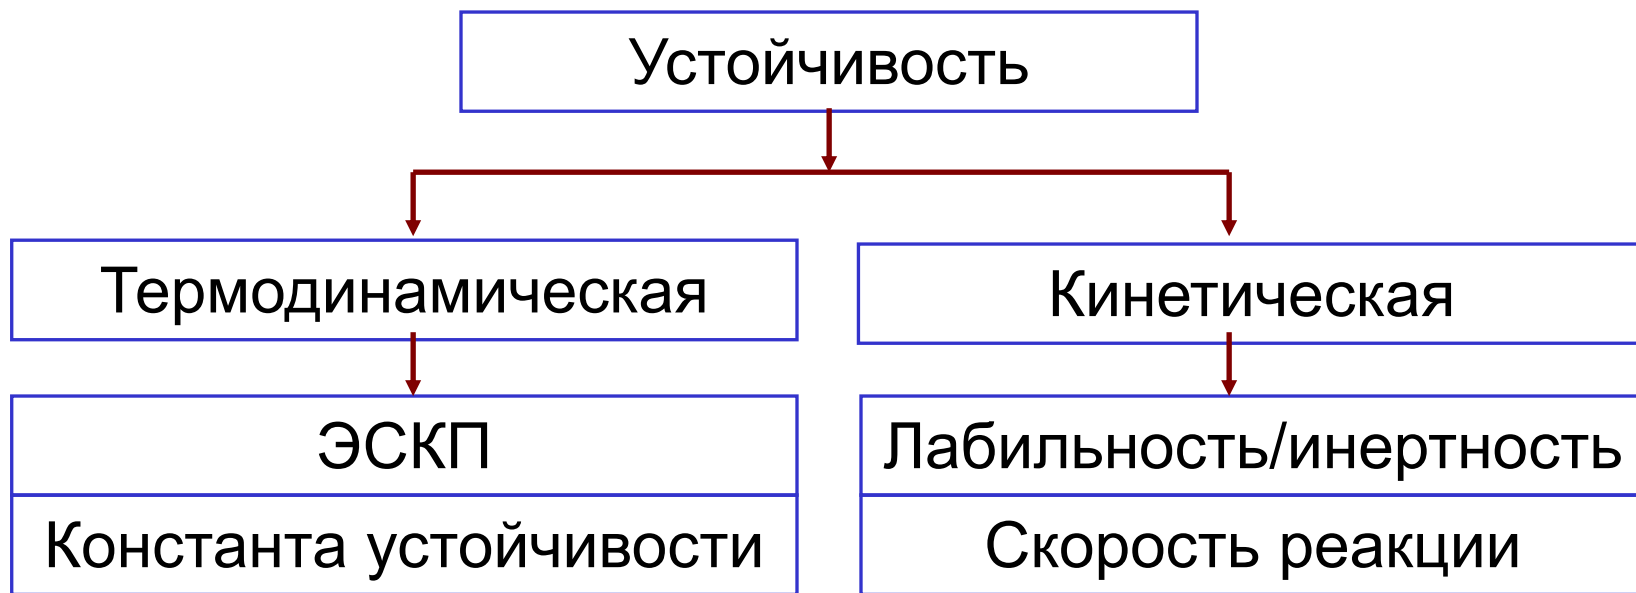 Устойчивость
Термодинамическая
Кинетическая
ЭСКП
Лабильность/инертность
Константа устойчивости
Скорость реакции